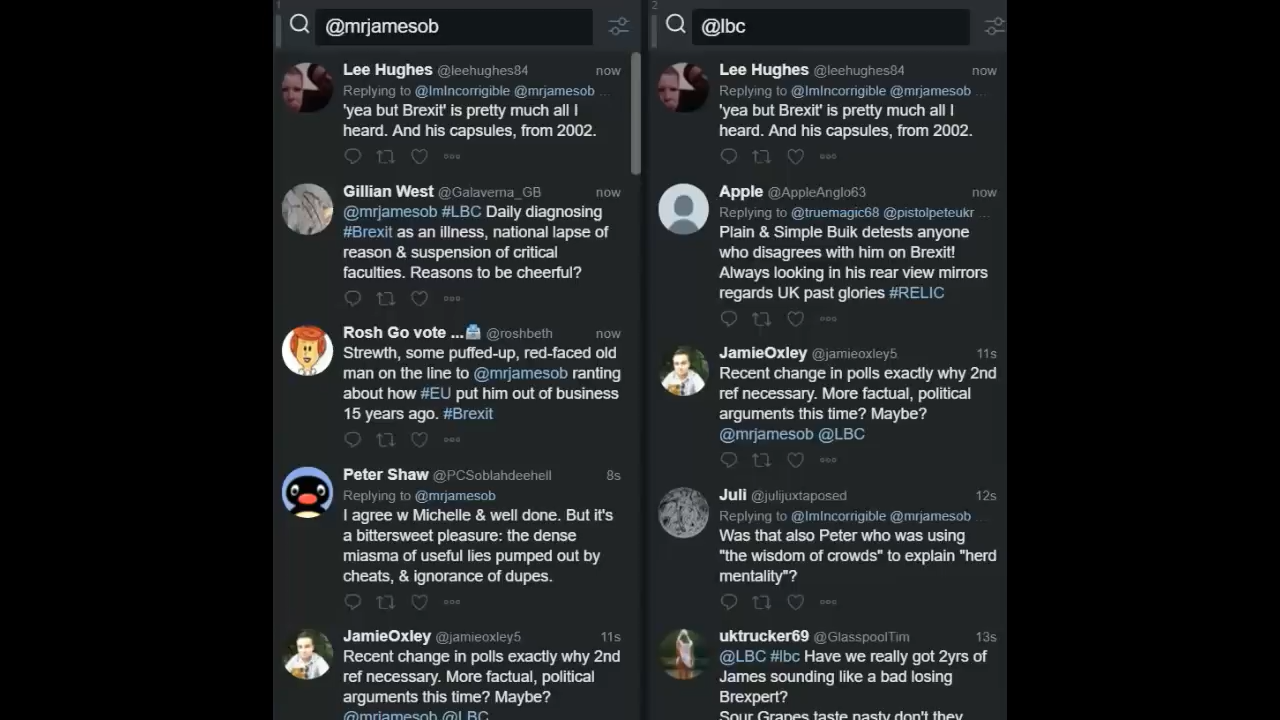 1
@mrjamesob
Lee Hughes @leehughes84 now
Replying to @ImIncorrigible @mrjamesob ...
'yea but Brexit' is pretty much all I
heard. And his capsules, from 2002.
Gillian West @Galaverna_GB now
@mrjamesob #LBC Daily diagnosing
#Brexit as an illness, national lapse of
reason & suspension of critical
faculties. Reasons to be cheerful?
Rosh Go vote ... @roshbeth now
Strewth, some puffed-up, red-faced old
man on the line to @mrjamesob ranting
about how #EU put him out of business
15 years ago. #Brexit
Peter Shaw @PCSoblahdeehell 8s
Replying to @mrjamesob
I agree w Michelle & well done. But it's
a bittersweet pleasure: the dense
miasma of useful lies pumped out by
cheats, & ignorance of dupes.
JamieOxley @jamieoxley5 11s
Recent change in polls exactly why 2nd
ref necessary. More factual, political
arguments this time? Maybe?
@mrjamesob @LBC
2
@lbc
Lee Hughes @leehughes84 now
Replying to @ImIncorrigible @mrjamesob ...
'yea but Brexit' is pretty much all I
heard. And his capsules, from 2002.
Apple @AppleAnglo63 now
Replying to @truemagic68 @pistolpeteukr ...
Plain & Simple Buik detests anyone
who disagrees with him on Brexit!
Always looking in his rear view mirrors
regards UK past glories #RELIC
JamieOxley @jamieoxley5 11s
Recent change in polls exactly why 2nd
ref necessary. More factual, political
arguments this time? Maybe?
@mrjamesob @LBC
Juli @julijuxtaposed 12s
Replying to @ImIncorrigible @mrjamesob ...
Was that also Peter who was using
"the wisdom of crowds" to explain "herd
mentality"?
uktrucker69 @GlasspoolTim 13s
@LBC #lbc Have we really got 2yrs of
James sounding like a bad losing
Brexpert?
Sour Grapes taste nasty don't they